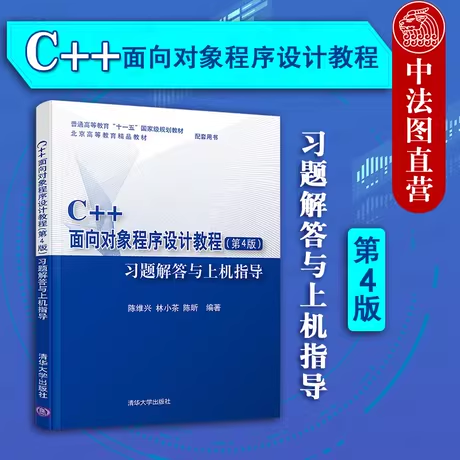 C++面向对象程序设计教程
中法图直营
习题解答与上机指导
第4版
普通高等教育“十一五”国家级规划教材
北京高等教育精品教材 配套用书
C++
面向对象程序设计教程(第4版)
习题解答与上机指导
陈维兴 林小茶 陈昕 编著
清华大学出版社
C++面向对象程序设计教程(第4版)习题解答与上机指导
清华大学出版社